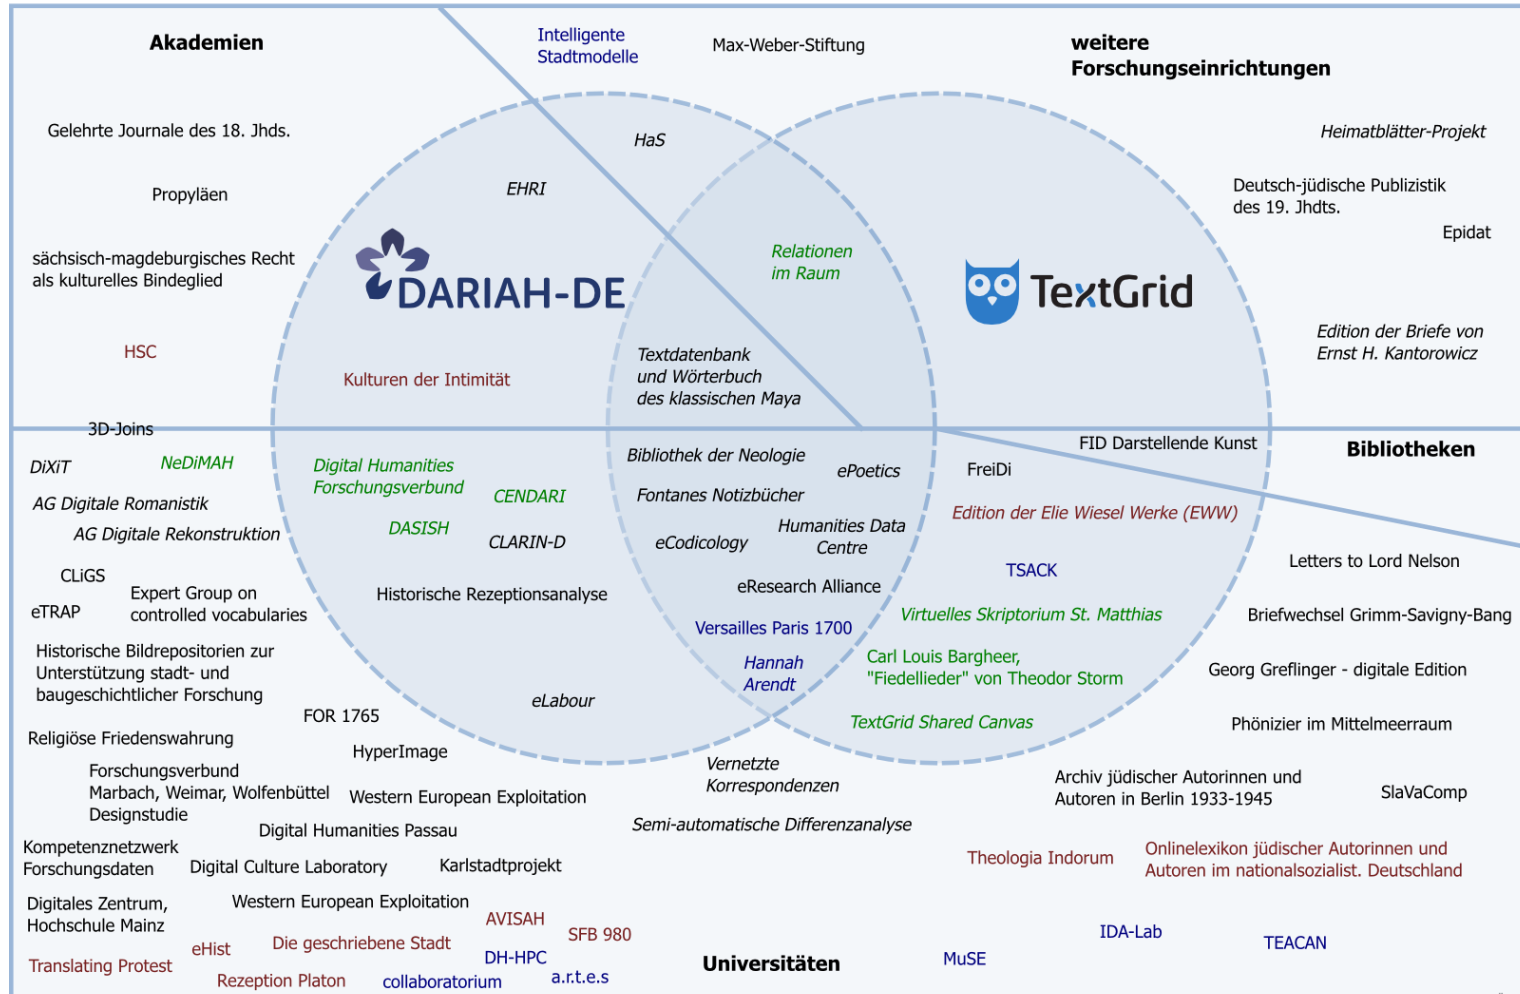 Akademien
Intelligente
Stadtmodelle
Max-Weber-Stiftung
weitere
Forschungseinrichtungen
Gelehrte Journale des 18. Jhds.
HaS
Heimatblätter-Projekt
Propyläen
EHRI
Deutsch-jüdische Publizistik
des 19. Jhdts.
Epidat
sächsisch-magdeburgisches Recht
als kulturelles Bindeglied
DARIAH-DE
Relationen
im Raum
TextGrid
HSC
Kulturen der Intimität
Textdatenbank
und Wörterbuch
des klassischen Maya
Edition der Briefe von
Ernst H. Kantorowicz
3D-Joins
DiXiT
NeDiMAH
Digital Humanities
Forschungsverbund
CENDARI
Bibliothek der Neologie
ePoetics
FreiDi
FID Darstellende Kunst
Bibliotheken
AG Digitale Romanistik
DASISH
Fontanes Notizbücher
Edition der Elie Wiesel Werke (EWW)
AG Digitale Rekonstruktion
CLARIN-D
eCodicology
Humanities Data
Centre
CLiGS
eTRAP
Expert Group on
controlled vocabularies
Historische Rezeptionsanalyse
eResearch Alliance
TSACK
Letters to Lord Nelson
Versailles Paris 1700
Virtuelles Skriptorium St. Matthias
Briefwechsel Grimm-Savigny-Bang
Historische Bildrepositorien zur
Unterstützung stadt- und
baugeschichtlicher Forschung
Hannah
Arendt
Carl Louis Bargheer,
"Fiedellieder" von Theodor Storm
Georg Greflinger - digitale Edition
eLabour
FOR 1765
TextGrid Shared Canvas
Phönizier im Mittelmeerraum
Religiöse Friedenswahrung
HyperImage
Vernetzte
Korrespondenzen
Forschungsverbund
Marbach, Weimar, Wolfenbüttel
Designstudie
Western European Exploitation
Archiv jüdischer Autorinnen und
Autoren in Berlin 1933-1945
SlaVaComp
Digital Humanities Passau
Semi-automatische Differenzanalyse
Kompetenznetzwerk
Forschungsdaten
Digital Culture Laboratory
Karlstadtprojekt
Theologia Indorum
Onlinelexikon jüdischer Autorinnen und
Autoren im nationalsozialist. Deutschland
Digitales Zentrum,
Hochschule Mainz
Western European Exploitation
AVISAH
SFB 980
IDA-Lab
TEACAN
eHist
Die geschriebene Stadt
DH-HPC
Universitäten
MuSE
Translating Protest
Rezeption Platon
collaboratorium
a.r.t.e.s